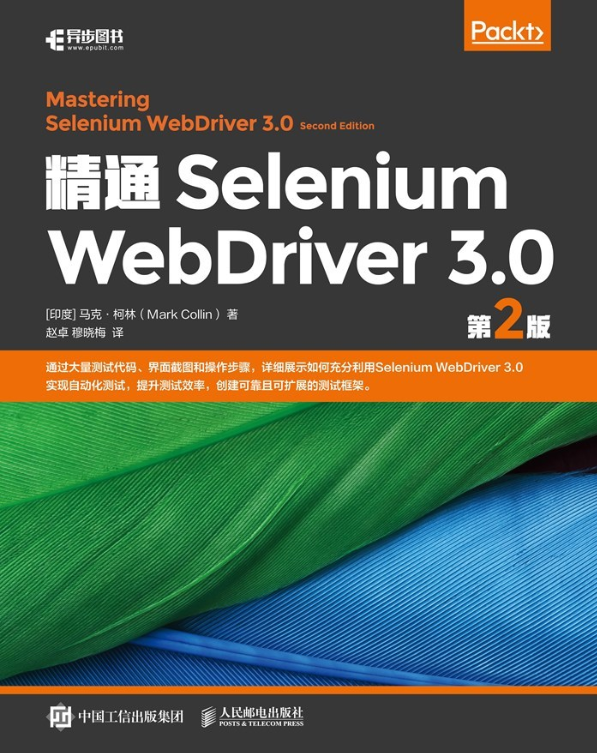 异步图书
www.epubit.com
Packt>
Mastering
Selenium WebDriver 3.0 Second Edition
精通 Selenium
WebDriver 3.0
第2版
[印度] 马克·柯林（Mark Collin）著
赵卓 穆晓梅 译
通过大量测试代码、界面截图和操作步骤，详细展示如何充分利用Selenium WebDriver 3.0
实现自动化测试，提升测试效率，创建可靠且可扩展的测试框架。
中国工信出版集团
人民邮电出版社
POSTS & TELECOM PRESS